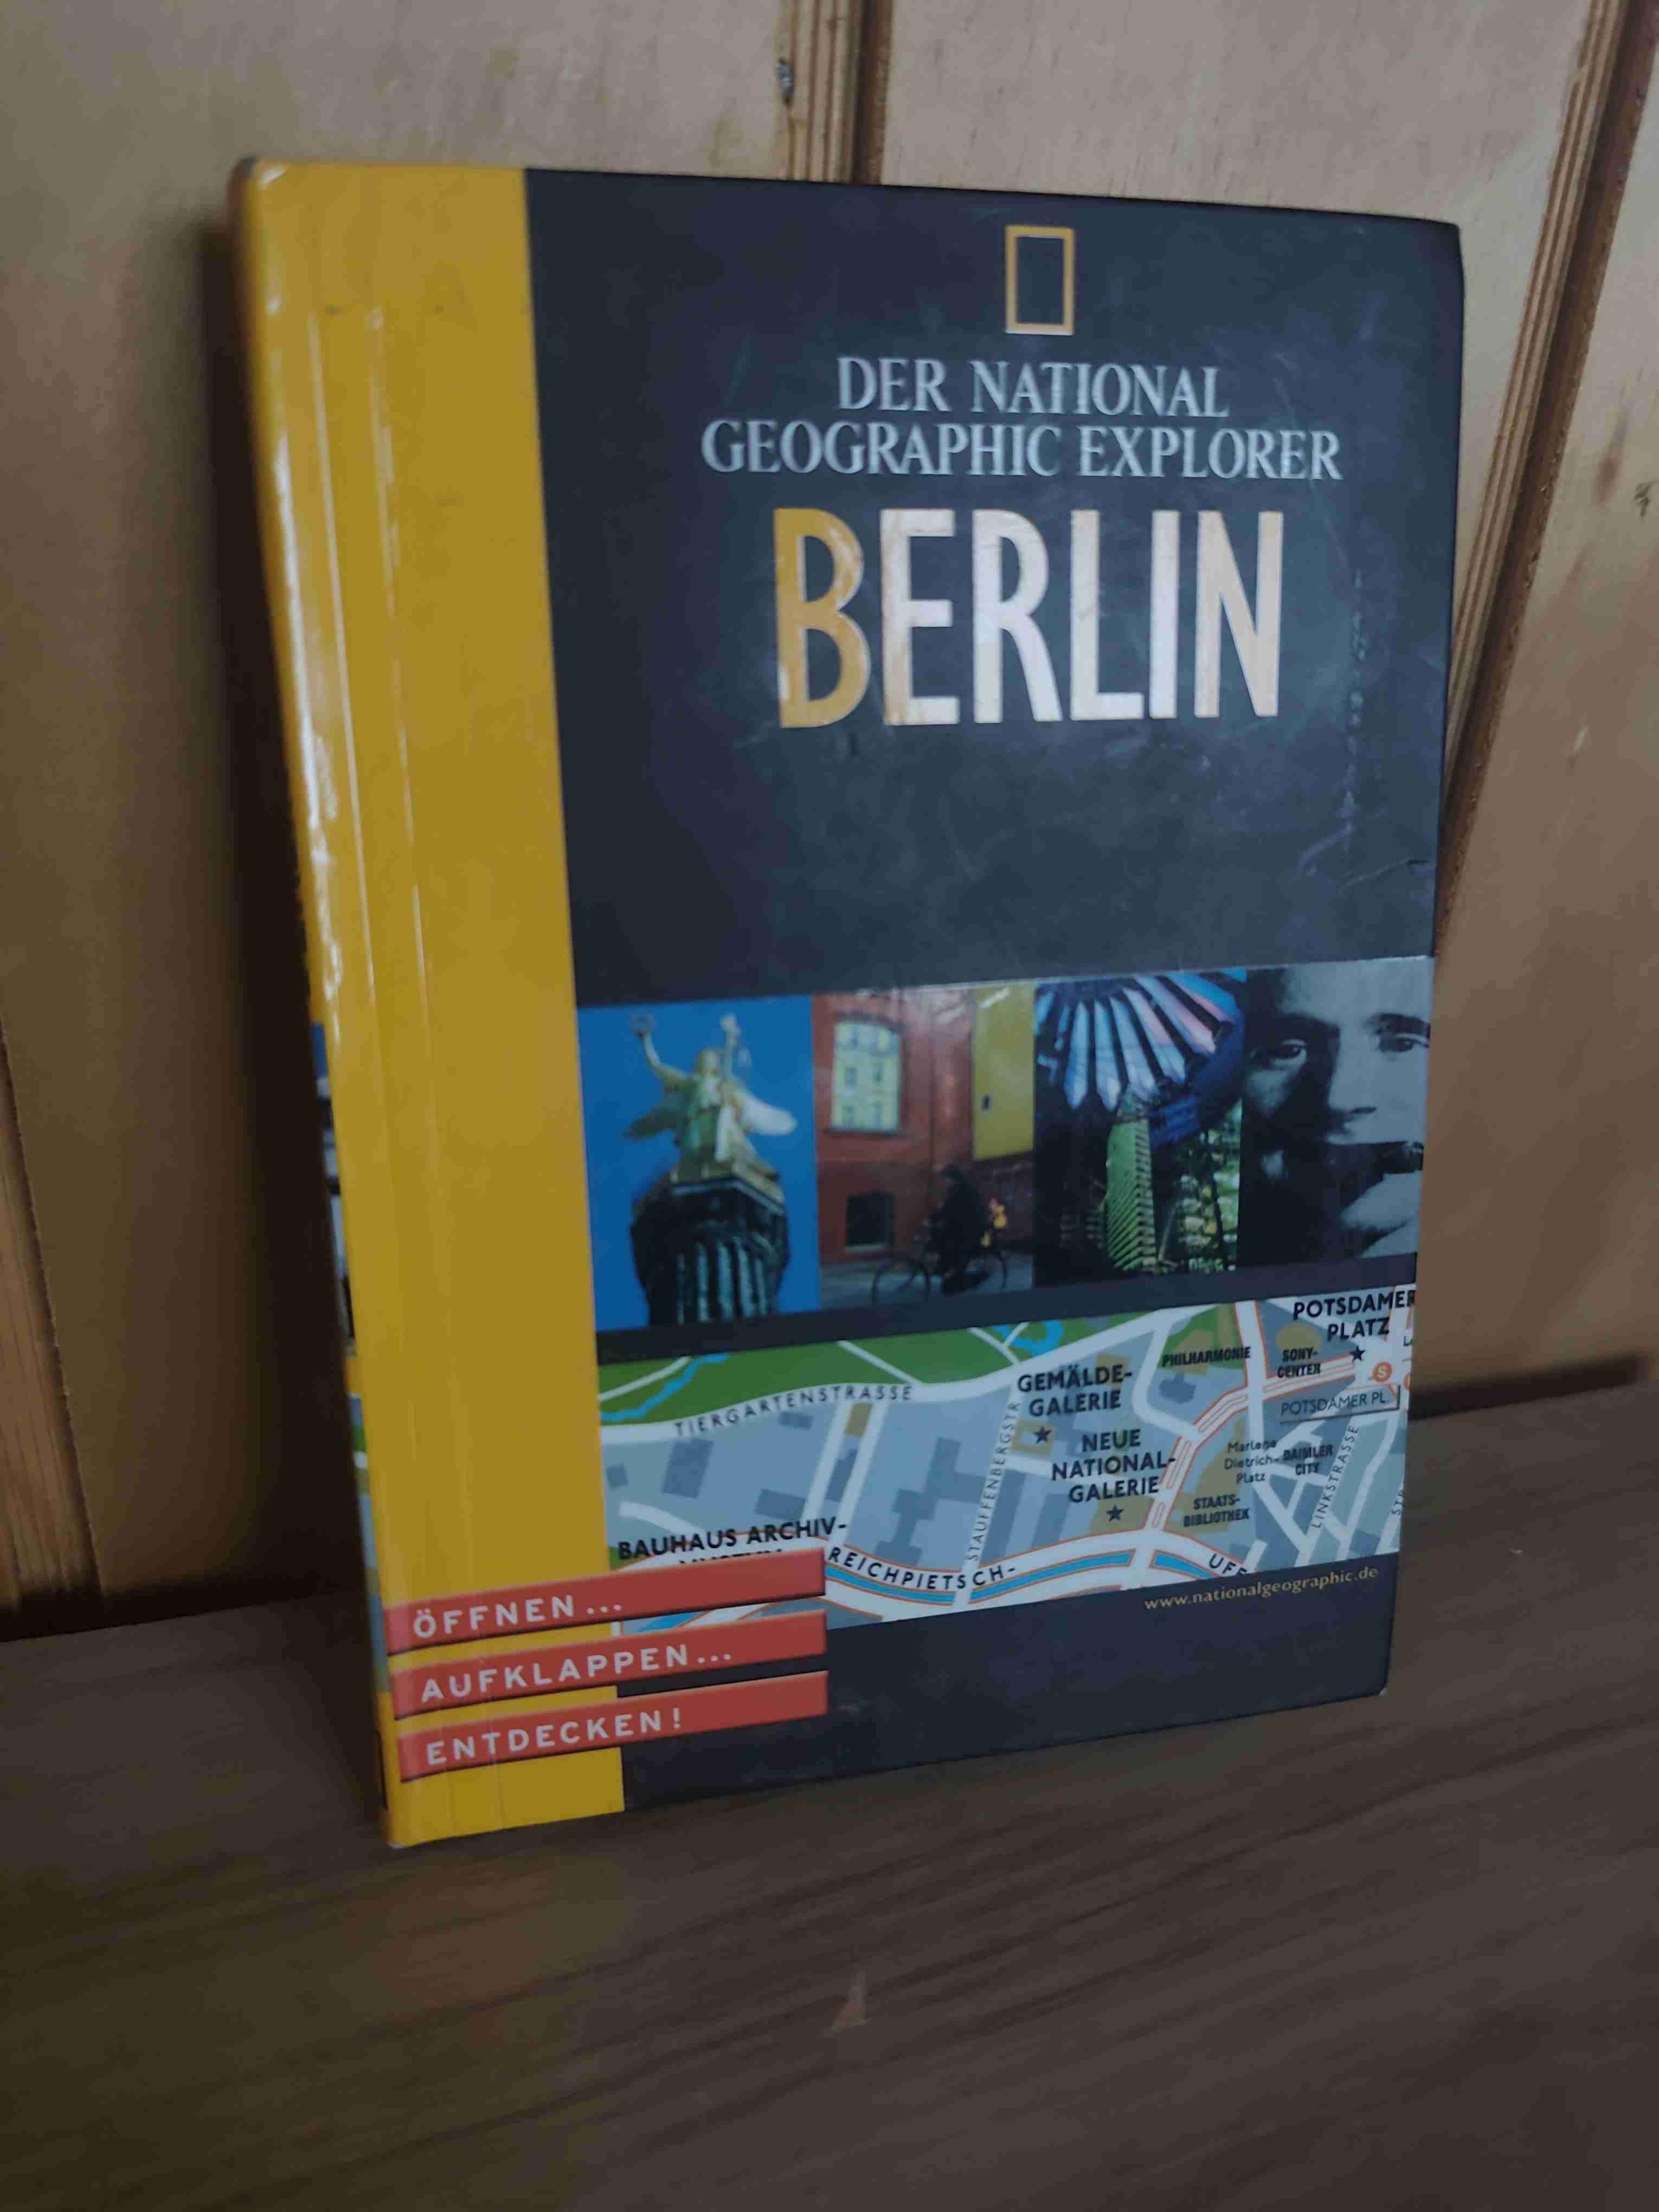 DER NATIONAL
GEOGRAPHIC EXPLORER
BERLIN
POTSDAMER
PLATZ
PHILHARMONIE
SONY-
CENTER
S
POTSDAMER PL.
GEMÄLDE-
GALERIE
TIERGARTENSTRASSE
STAUFFENBERGSTR.
NEUE
NATIONAL-
GALERIE
Marlene
Dietrich-
Platz
DAIMLER
CITY
LINKSTRASSE
STAATS-
BIBLIOTHEK
BAUHAUS ARCHIV-
REICHPIETSCH-
UFE
www.nationalgeographic.de
ÖFFNEN...
AUFKLAPPEN...
ENTDECKEN!